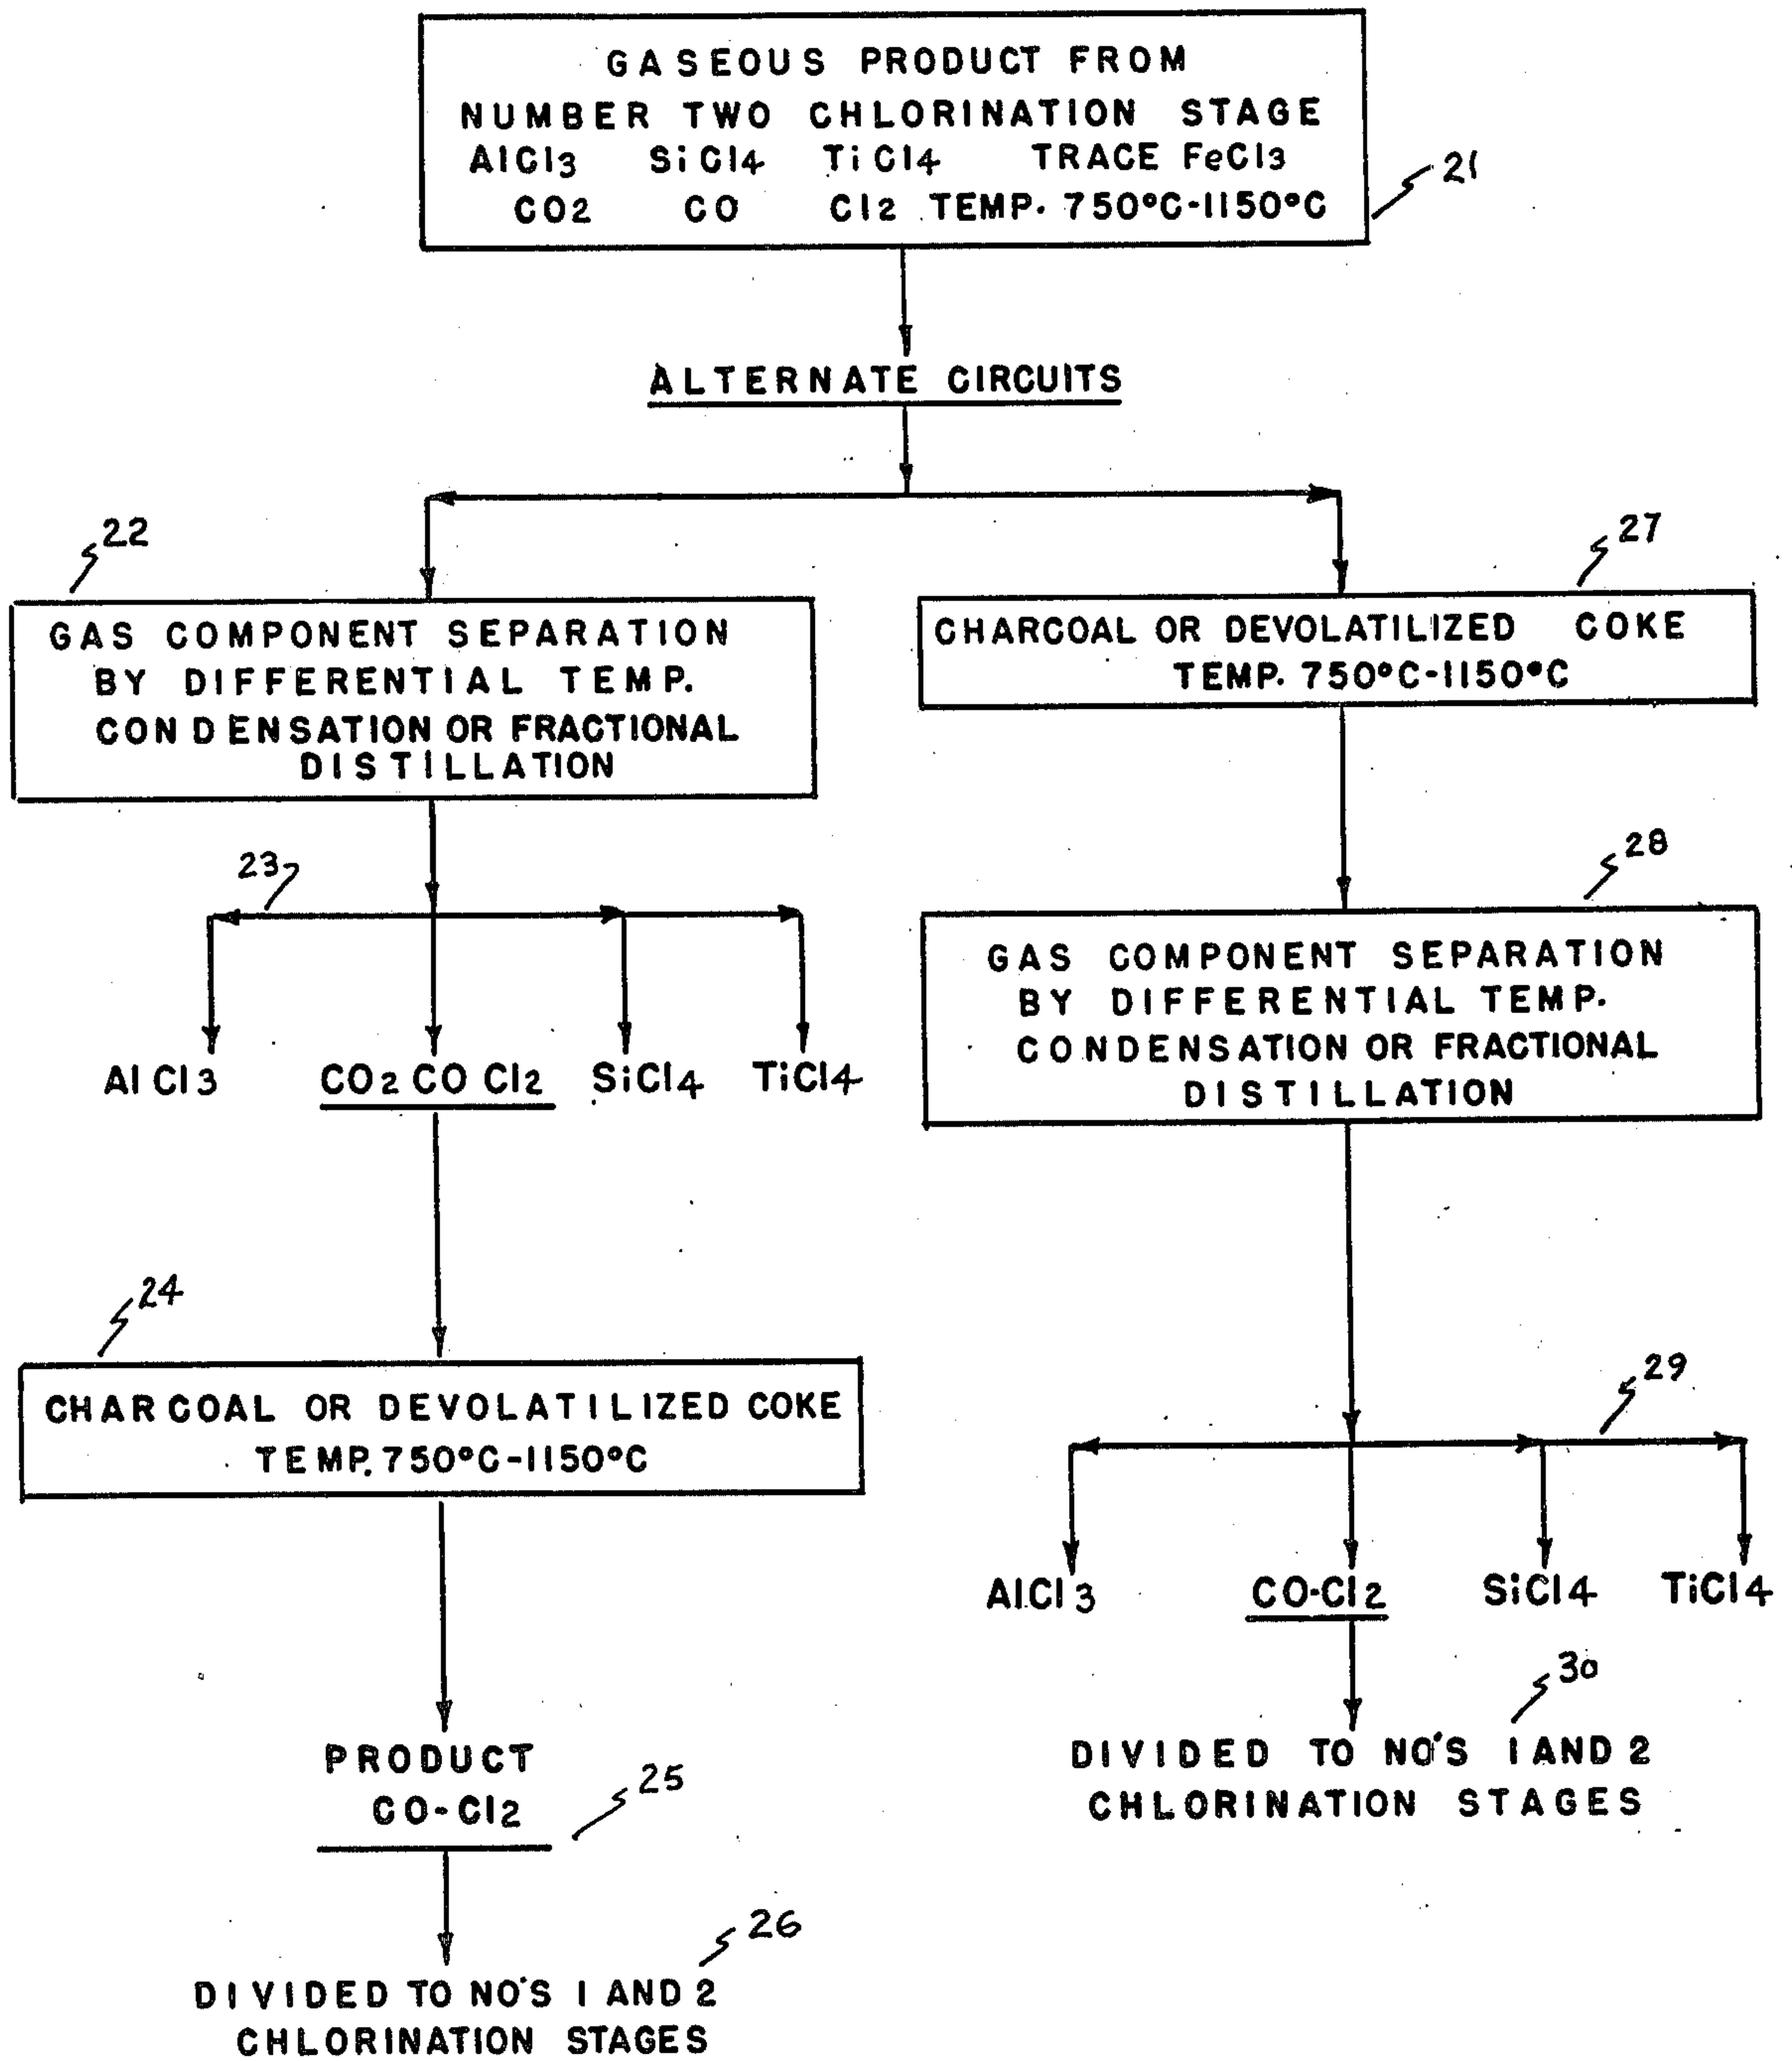 GASEOUS PRODUCT FROM
NUMBER TWO CHLORINATION STAGE
AlCl3 SiCl4 TiCl4 TRACE FeCl3
CO2 CO Cl2 TEMP. 750°C-1150°C
21
ALTERNATE CIRCUITS
22
GAS COMPONENT SEPARATION
BY DIFFERENTIAL TEMP.
CONDENSATION OR FRACTIONAL
DISTILLATION
23
AlCl3 CO2 CO Cl2 SiCl4 TiCl4
24
CHARCOAL OR DEVOLATILIZED COKE
TEMP. 750°C-1150°C
PRODUCT
CO-Cl2
25
26
DIVIDED TO NO'S 1 AND 2
CHLORINATION STAGES
27
CHARCOAL OR DEVOLATILIZED COKE
TEMP. 750°C-1150°C
28
GAS COMPONENT SEPARATION
BY DIFFERENTIAL TEMP.
CONDENSATION OR FRACTIONAL
DISTILLATION
29
AlCl3 CO-Cl2 SiCl4 TiCl4
30
DIVIDED TO NO'S 1 AND 2
CHLORINATION STAGES